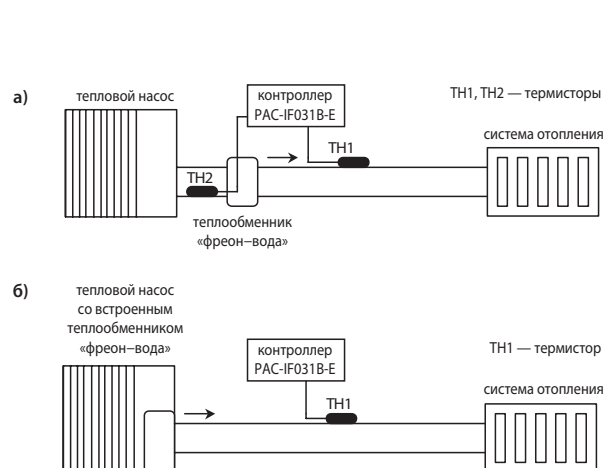 а)
тепловой насос
контроллер
PAC-IF031B-E
TH1, TH2 — термисторы
система отопления
TH1
TH2
теплообменник
«фреон–вода»
б)
тепловой насос
со встроенным
теплообменником
«фреон–вода»
контроллер
PAC-IF031B-E
TH1 — термистор
система отопления
TH1